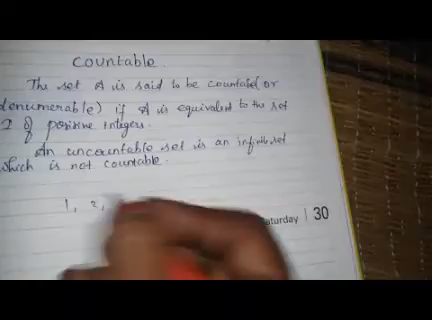 Countable
The set A is said to be countable (or
denumerable) if A is equivalent to the set
I of positive integers.
An uncountable set is an infinite set
which is not countable.
1, 2,
aturday | 30